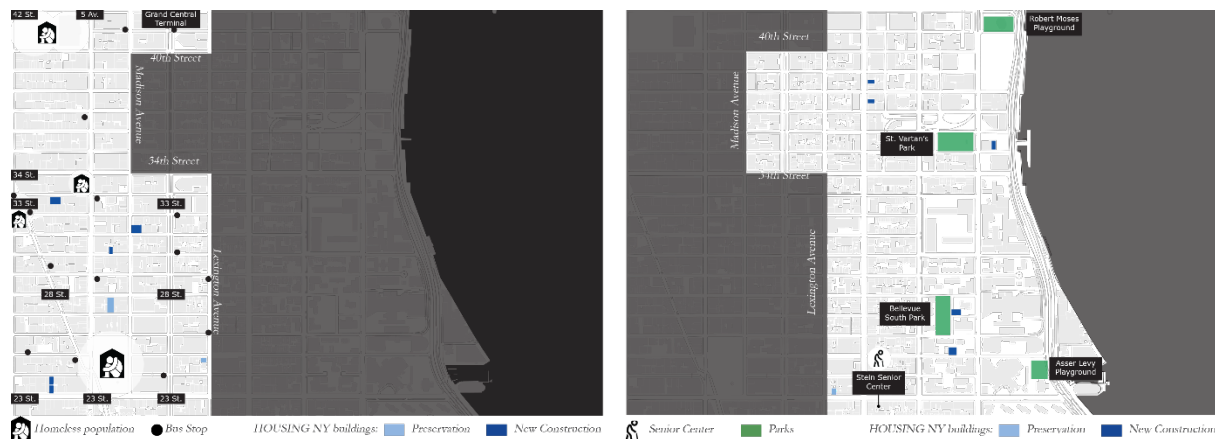 42 St.
5 Av.
Grand Central
Terminal
40th Street
Madison Avenue
34th Street
34 St.
33 St.
33 St.
Lexington Avenue
28 St.
28 St.
23 St.
23 St.
23 St.
Homeless population
Bus Stop
HOUSING NY buildings:
Preservation
New Construction
Robert Moses
Playground
40th Street
Madison Avenue
St. Vartan's
Park
34th Street
Lexington Avenue
Bellevue
South Park
Asser Levy
Playground
Stein Senior
Center
Senior Center
Parks
HOUSING NY buildings:
Preservation
New Construction